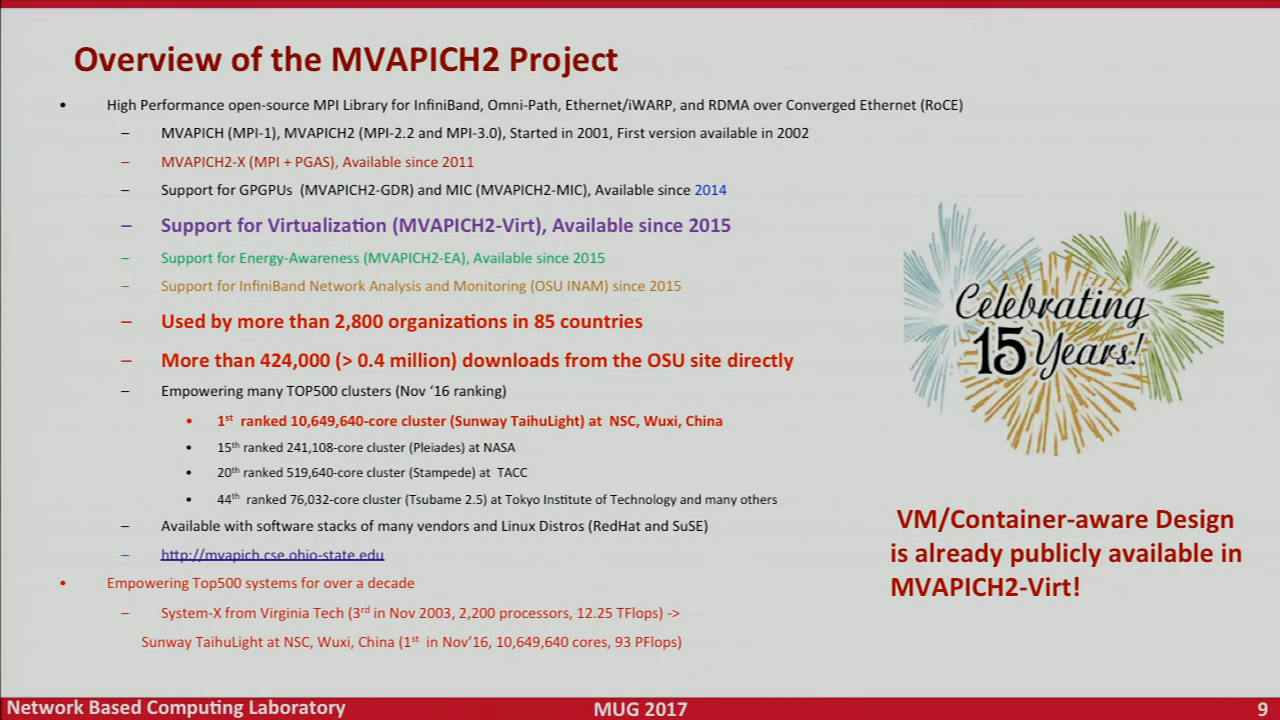 Overview of the MVAPICH2 Project
• High Performance open-source MPI Library for InfiniBand, Omni-Path, Ethernet/iWARP, and RDMA over Converged Ethernet (RoCE)
– MVAPICH (MPI-1), MVAPICH2 (MPI-2.2 and MPI-3.0), Started in 2001, First version available in 2002
– MVAPICH2-X (MPI + PGAS), Available since 2011
– Support for GPGPUs (MVAPICH2-GDR) and MIC (MVAPICH2-MIC), Available since 2014
– Support for Virtualization (MVAPICH2-Virt), Available since 2015
– Support for Energy-Awareness (MVAPICH2-EA), Available since 2015
– Support for InfiniBand Network Analysis and Monitoring (OSU INAM) since 2015
– Used by more than 2,800 organizations in 85 countries
– More than 424,000 (> 0.4 million) downloads from the OSU site directly
– Empowering many TOP500 clusters (Nov ‘16 ranking)
• 1st ranked 10,649,640-core cluster (Sunway TaihuLight) at NSC, Wuxi, China
• 15th ranked 241,108-core cluster (Pleiades) at NASA
• 20th ranked 519,640-core cluster (Stampede) at TACC
• 44th ranked 76,032-core cluster (Tsubame 2.5) at Tokyo Institute of Technology and many others
– Available with software stacks of many vendors and Linux Distros (RedHat and SuSE)
– http://mvapich.cse.ohio-state.edu
• Empowering Top500 systems for over a decade
– System-X from Virginia Tech (3rd in Nov 2003, 2,200 processors, 12.25 TFlops) ->
Sunway TaihuLight at NSC, Wuxi, China (1st in Nov’16, 10,649,640 cores, 93 PFlops)
Celebrating
15 Years!
VM/Container-aware Design
is already publicly available in
MVAPICH2-Virt!
Network Based Computing Laboratory
MUG 2017
9